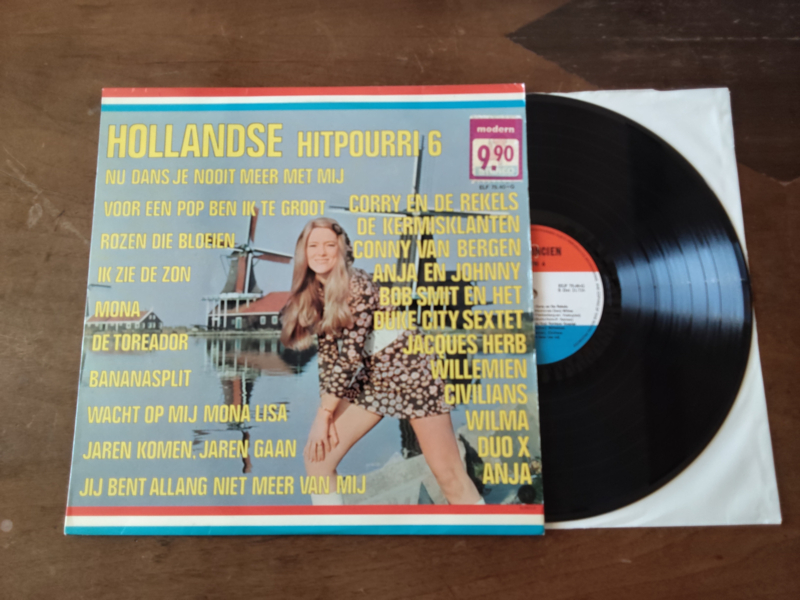 HOLLANDSE HITPOURRI 6
modern
9.90
NU DANS JE NOOIT MEER MET MIJ
VOOR EEN POP BEN IK TE GROOT
ROZEN DIE BLOEIEN
IK ZIE DE ZON
MONA
DE TOREADOR
BANANASPLIT
WACHT OP MIJ MONA LISA
JAREN KOMEN, JAREN GAAN
JIJ BENT ALLANG NIET MEER VAN MIJ
CORRY EN DE REKELS
DE KERMISKLANTEN
CONNY VAN BERGEN
ANJA EN JOHNNY
BOB SMIT EN HET
DUKE CITY SEXTET
JACQUES HERB
WILLEMIEN
CIVILIANS
WILMA
DUO X
ANJA